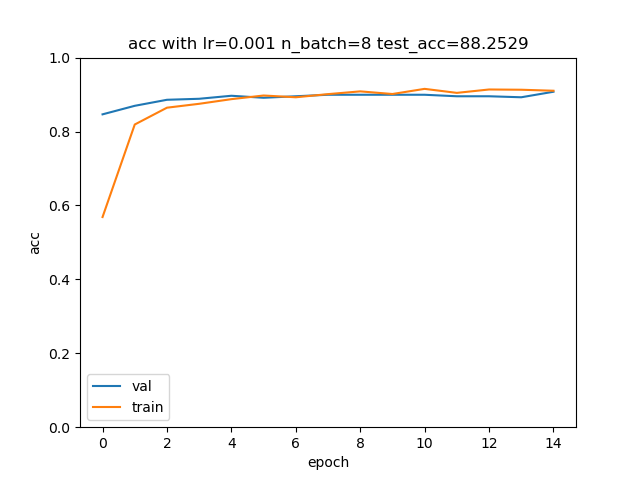 acc with lr=0.001 n_batch=8 test_acc=88.2529
1.0
0.8
0.6
0.4
0.2
0.0
acc
val
train
0 2 4 6 8 10 12 14
epoch